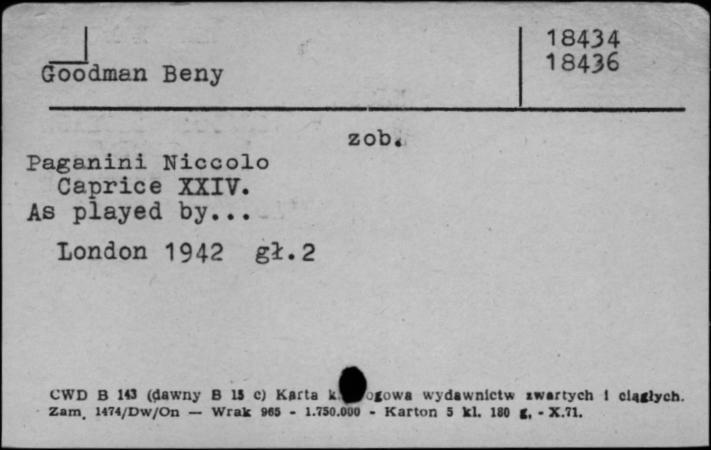 18434
Goodman Beny 18436
zob.
Paganini Niccolo
Caprice XXIV.
As played by...
London 1942 gł.2
CWD B 143 (dawny B 15 c) Karta k ogowa wydawnictw zwartych i ciągłych.
Zam. 1474/Dw/On — Wrak 965 - 1.750.000 - Karton 5 kl. 180 g. - X.71.